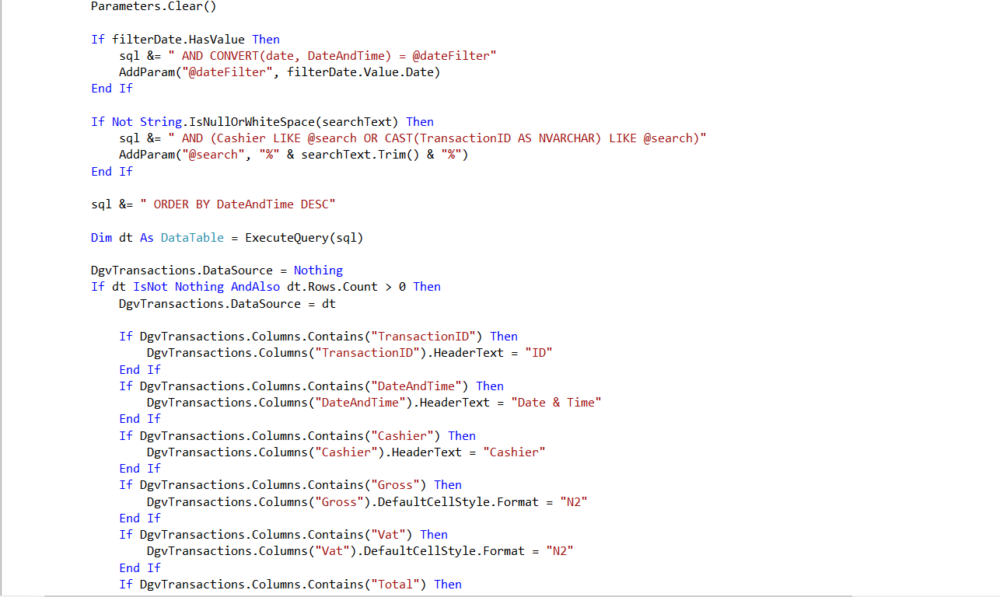 Parameters.Clear()
If filterDate.HasValue Then
sql &= " AND CONVERT(date, DateAndTime) = @dateFilter"
AddParam("@dateFilter", filterDate.Value.Date)
End If
If Not String.IsNullOrWhiteSpace(searchText) Then
sql &= " AND (Cashier LIKE @search OR CAST(TransactionID AS NVARCHAR) LIKE @search)"
AddParam("@search", "%" & searchText.Trim() & "%")
End If
sql &= " ORDER BY DateAndTime DESC"
Dim dt As DataTable = ExecuteQuery(sql)
DgvTransactions.DataSource = Nothing
If dt IsNot Nothing AndAlso dt.Rows.Count > 0 Then
DgvTransactions.DataSource = dt
If DgvTransactions.Columns.Contains("TransactionID") Then
DgvTransactions.Columns("TransactionID").HeaderText = "ID"
End If
If DgvTransactions.Columns.Contains("DateAndTime") Then
DgvTransactions.Columns("DateAndTime").HeaderText = "Date & Time"
End If
If DgvTransactions.Columns.Contains("Cashier") Then
DgvTransactions.Columns("Cashier").HeaderText = "Cashier"
End If
If DgvTransactions.Columns.Contains("Gross") Then
DgvTransactions.Columns("Gross").DefaultCellStyle.Format = "N2"
End If
If DgvTransactions.Columns.Contains("Vat") Then
DgvTransactions.Columns("Vat").DefaultCellStyle.Format = "N2"
End If
If DgvTransactions.Columns.Contains("Total") Then